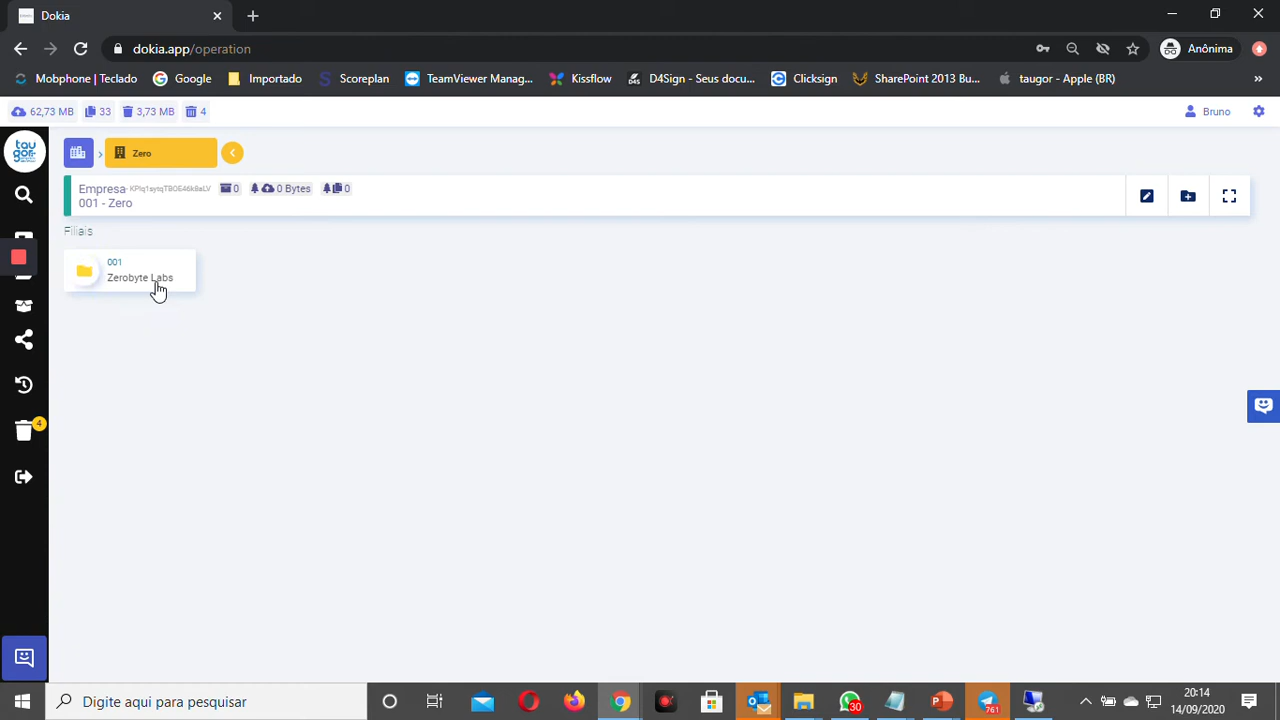 Dokia
dokia.app/operation
Anônima
Mobphone | Teclado
Google
Importado
Scoreplan
TeamViewer Manag...
Kissflow
D4Sign - Seus docu...
Clicksign
SharePoint 2013 Bu...
taugor - Apple (BR)
»
62,73 MB
33
3,73 MB
4
Bruno
Zero
Empresa
0
0 Bytes
0
001 - Zero
Filiais
001
Zerobyte Labs
4
Digite aqui para pesquisar
30
761
20:14
14/09/2020